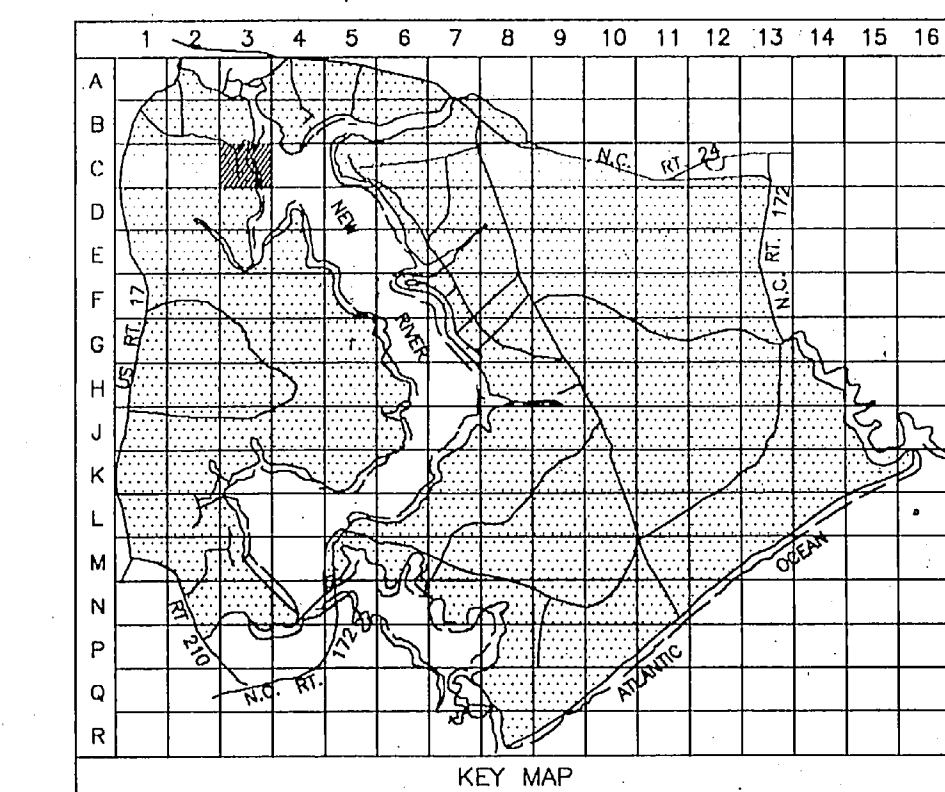 1 2 3 4 5 6 7 8 9 10 11 12 13 14 15 16
A
B
C
D
E
F
G
H
J
K
L
M
N
P
Q
R
N.C. RT. 24
N.C. RT. 172
NEW RIVER
US RT. 17
RT 210
N.C. RT. 172
ATLANTIC OCEAN
KEY MAP